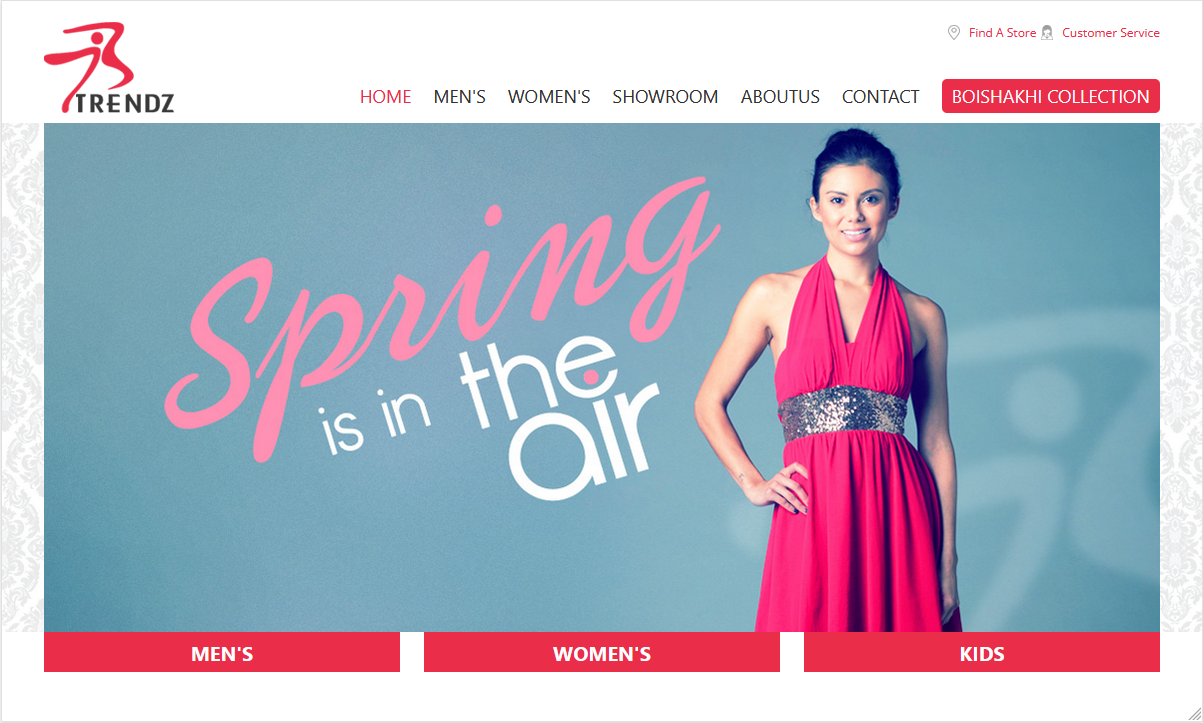 Find A Store Customer Service
TRENDZ
HOME MEN'S WOMEN'S SHOWROOM ABOUTUS CONTACT BOISHAKHI COLLECTION
Spring
is in the
air
MEN'S WOMEN'S KIDS